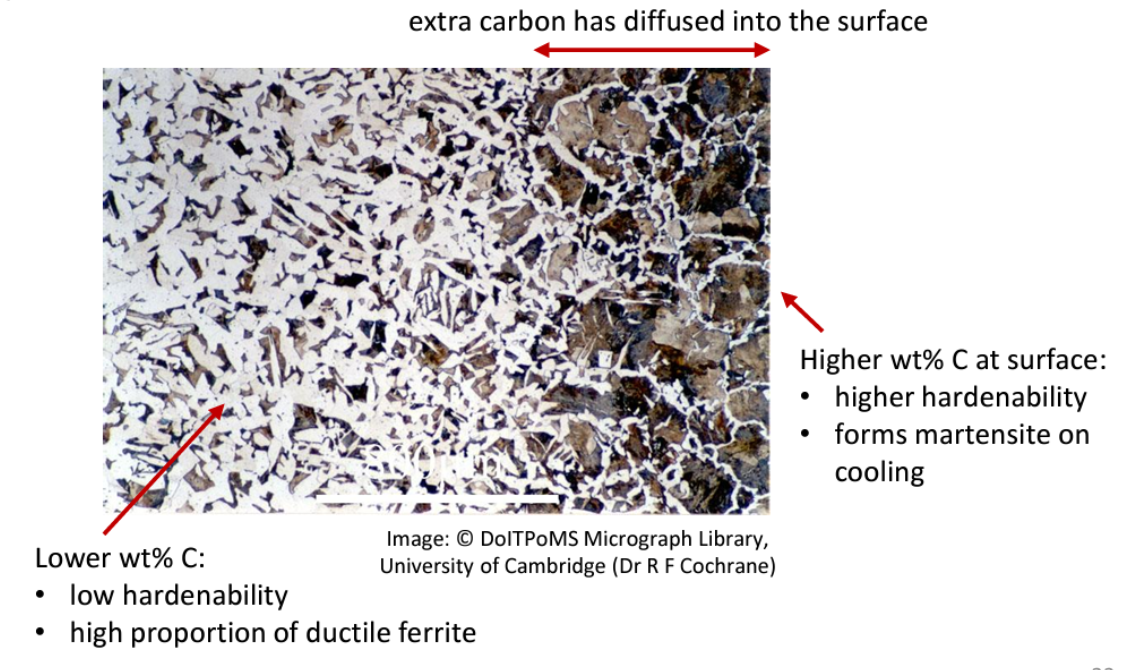 extra carbon has diffused into the surface
Higher wt% C at surface:
• higher hardenability
• forms martensite on
cooling
Image: © DoITPoMS Micrograph Library,
University of Cambridge (Dr R F Cochrane)
Lower wt% C:
• low hardenability
• high proportion of ductile ferrite